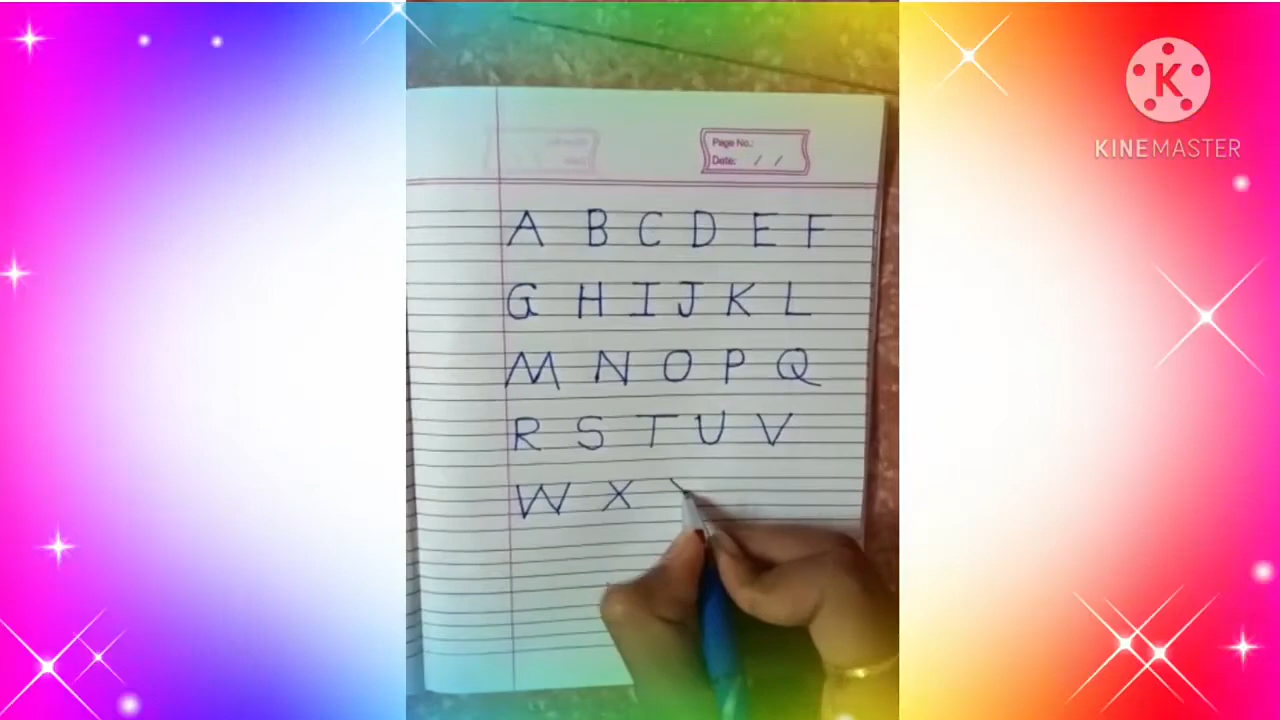 KINEMASTER
Page No.:
Date: / /
A B C D E F
G H I J K L
M N O P Q
R S T U V
W X